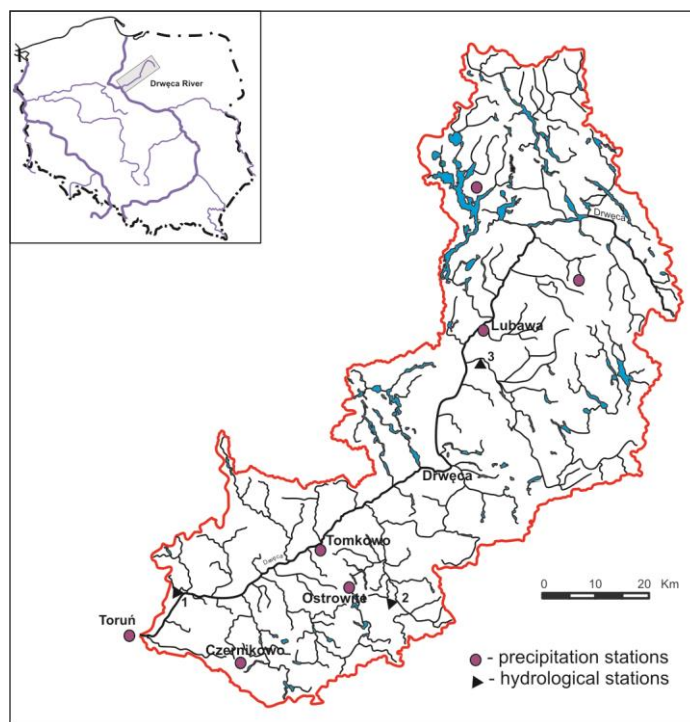 Drwęca River
Drwęca
Lubawa
3
Drwęca
Drwęca
Tomkowo
Ostrowite
2
1
Toruń
Czernikowo
0 10 20 Km
- precipitation stations
- hydrological stations